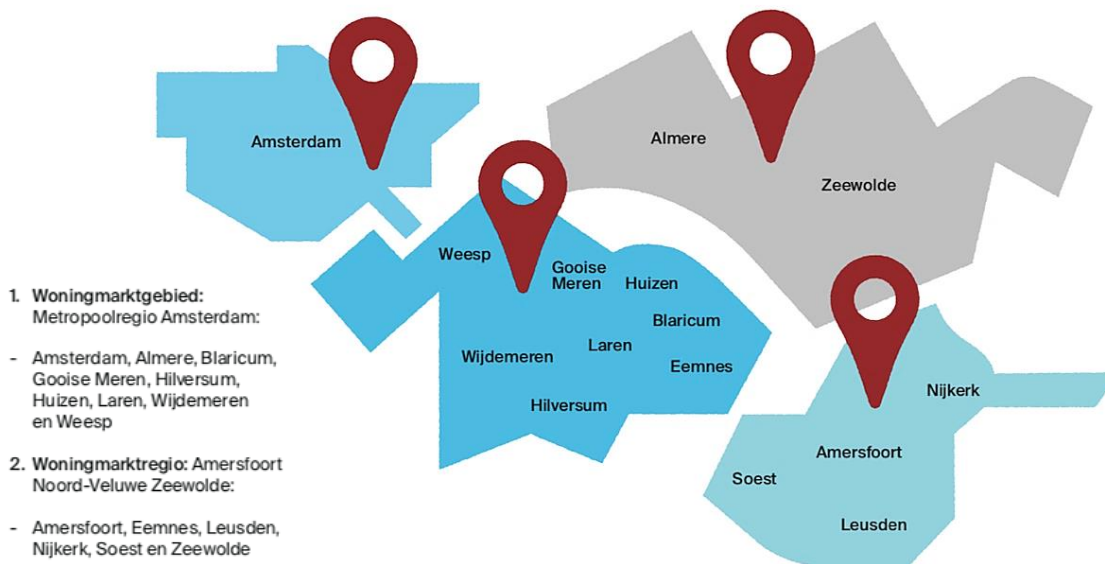 Amsterdam
Almere
Zeewolde
Weesp
Gooise
Meren
Huizen
Blaricum
Laren
Wijdemeren
Eemnes
Hilversum
Nijkerk
Amersfoort
Soest
Leusden
1. Woningmarktgebied:
Metropoolregio Amsterdam:
- Amsterdam, Almere, Blaricum,
Gooise Meren, Hilversum,
Huizen, Laren, Wijdemeren
en Weesp
2. Woningmarktregio: Amersfoort
Noord-Veluwe Zeewolde:
- Amersfoort, Eemnes, Leusden,
Nijkerk, Soest en Zeewolde